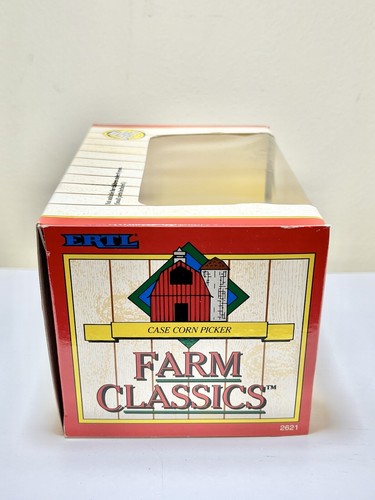 ERTL
CASE CORN PICKER
FARM
CLASSICS™
2621